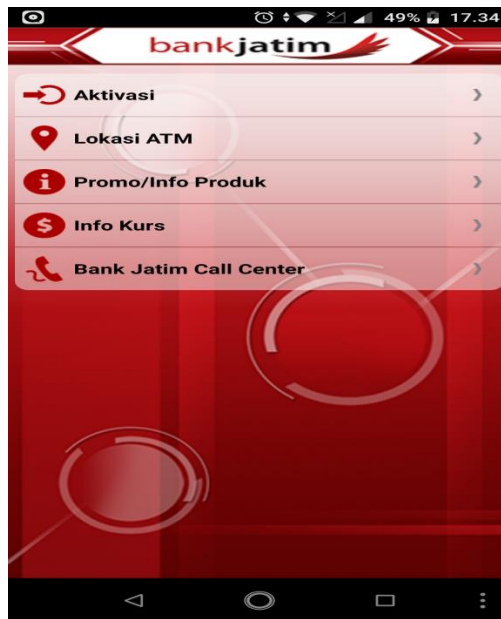 49% 17.34
bankjatim
Aktivasi
Lokasi ATM
Promo/Info Produk
Info Kurs
Bank Jatim Call Center